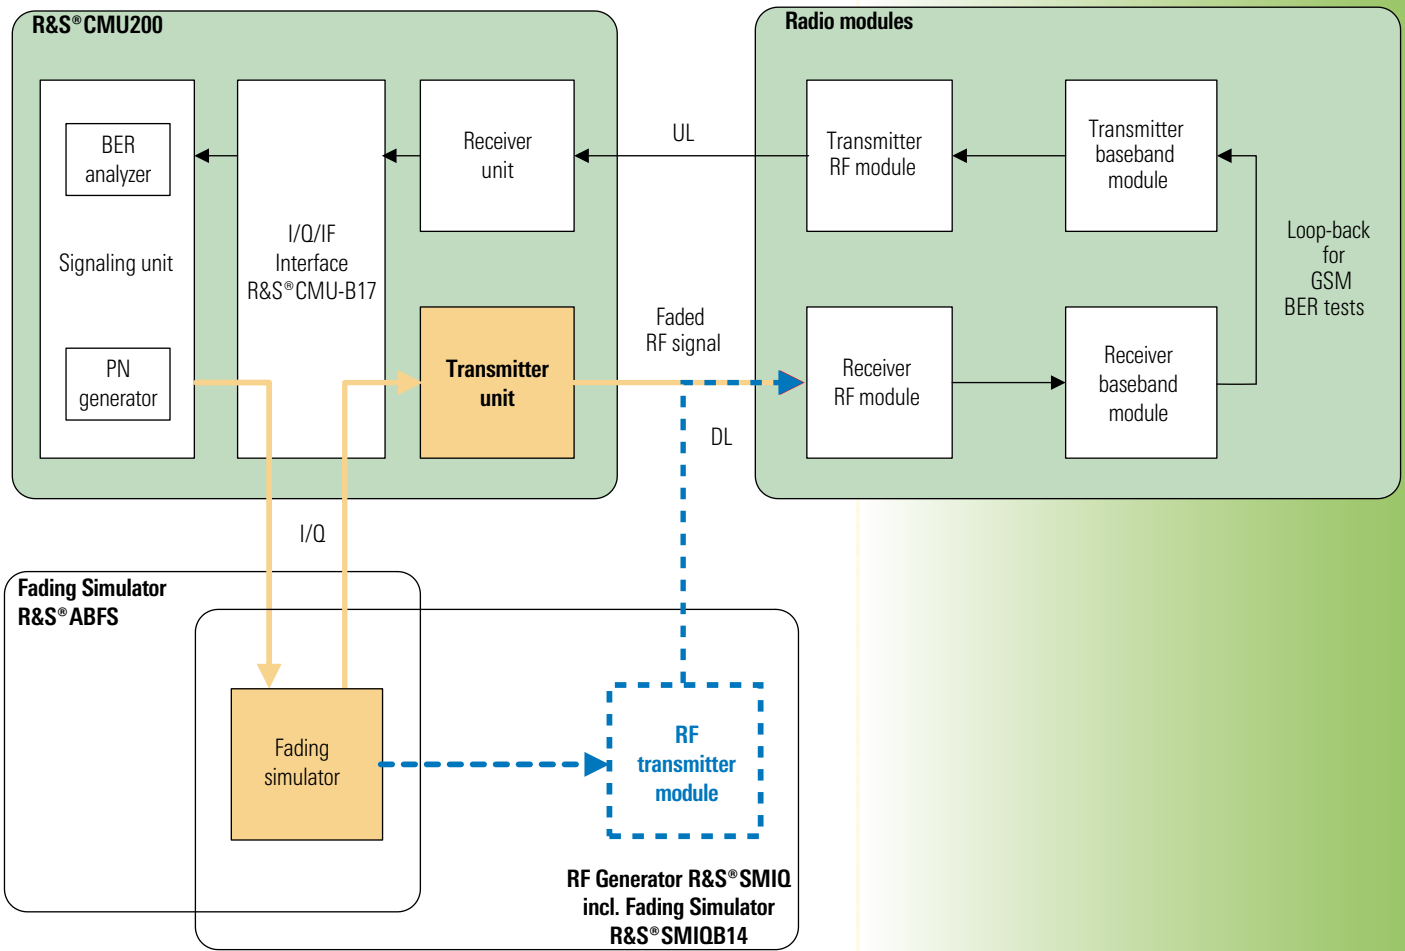 R&S®CMU200
BER
analyzer
Signaling unit
PN
generator
I/Q/IF
Interface
R&S®CMU-B17
Receiver
unit
Transmitter
unit
UL
Faded
RF signal
DL
Radio modules
Transmitter
RF module
Transmitter
baseband
module
Receiver
RF module
Receiver
baseband
module
Loop-back
for
GSM
BER tests
I/Q
Fading Simulator
R&S®ABFS
Fading
simulator
RF
transmitter
module
RF Generator R&S®SMIQ
incl. Fading Simulator
R&S®SMIQB14